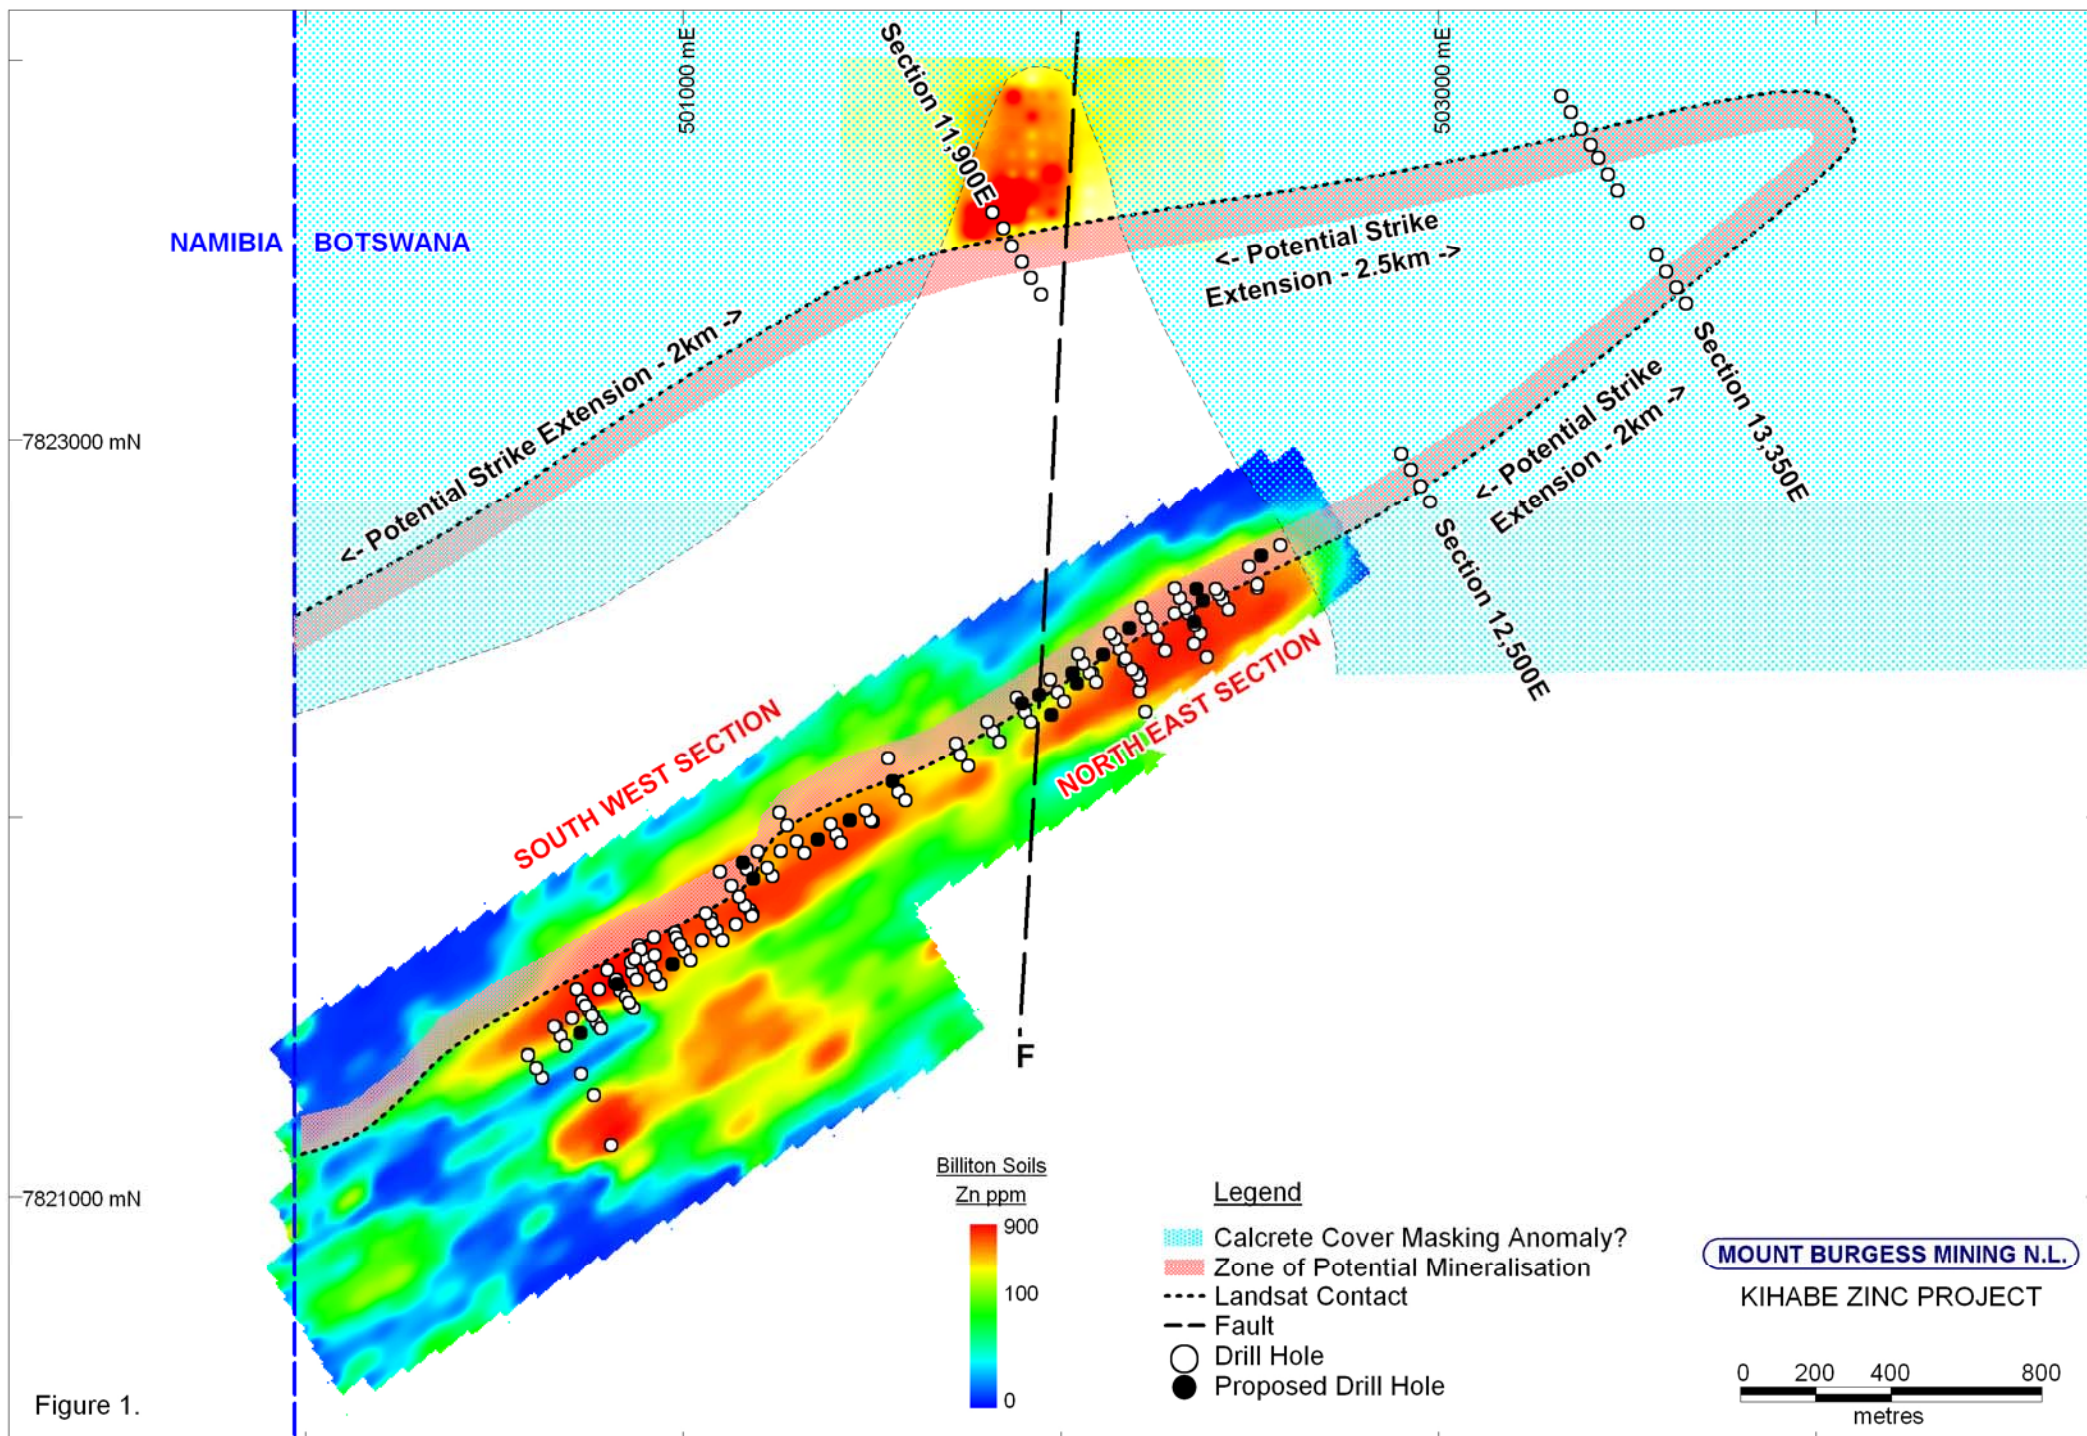 501000 mE
503000 mE
Section 11,900E
NAMIBIA
BOTSWANA
<- Potential Strike
Extension - 2.5km ->
<- Potential Strike Extension - 2km ->
Section 13,350E
7823000 mN
<- Potential Strike
Extension - 2km ->
Section 12,500E
SOUTH WEST SECTION
NORTH EAST SECTION
F
7821000 mN
Billiton Soils
Zn ppm
900
100
0
Legend
Calcrete Cover Masking Anomaly?
Zone of Potential Mineralisation
Landsat Contact
Fault
Drill Hole
Proposed Drill Hole
MOUNT BURGESS MINING N.L.
KIHABE ZINC PROJECT
0 200 400 800
metres
Figure 1.